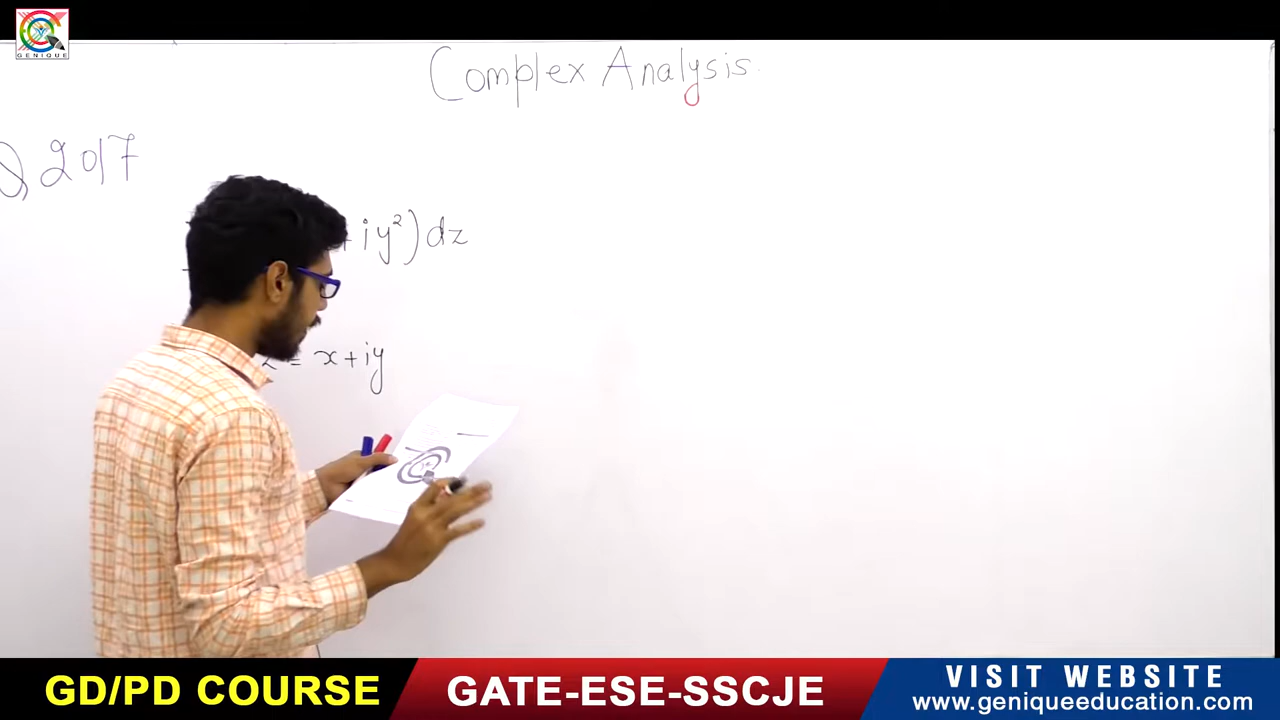 GENIQUE
Complex Analysis
Q 2017
+ iy²) dz
z = x + iy
GD/PD COURSE
GATE-ESE-SSCJE
VISIT WEBSITE
www.geniqueeducation.com